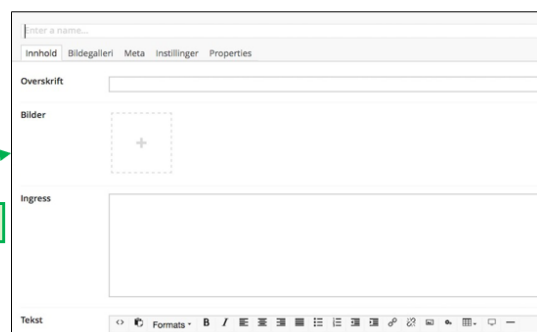 Enter a name...
Innhold Bildegalleri Meta Instillinger Properties
Overskrift
Bilder
Ingress
Tekst
Formats